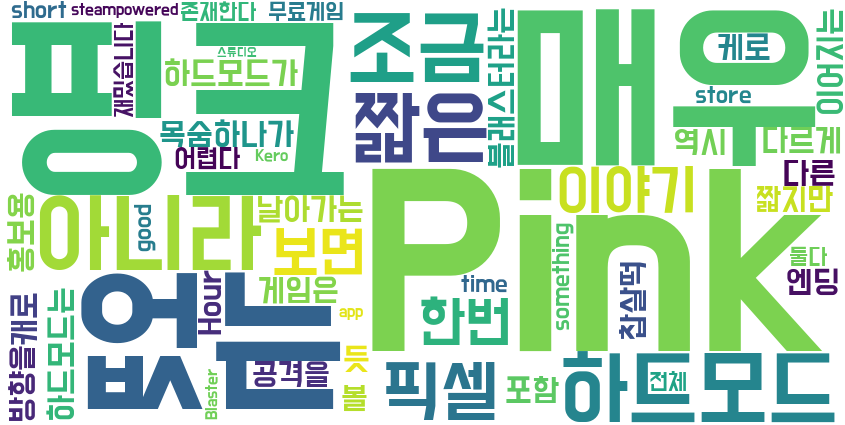 short
steampowered
존재한다
무료게임
핑크
재밌습니다
스튜디오
하드모드가
조금
매우
블래스터라는
케로
이어지는
짧은
store
목숨하나가
어렵다
Kero
역시
다르게
다른
Pink
이야기
짧지만
홍보용
아니라
good
날아가는
보면
something
둘다
엔딩
없는
Hour
게임은
time
한번
찹살떡
app
방향을캐로
하드모드는
Blaster
공격을
듯
볼
픽셀
포함
하드모드
전체